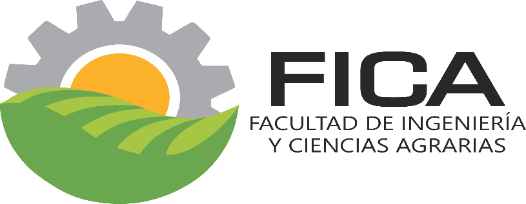 FICA
FACULTAD DE INGENIERÍA
Y CIENCIAS AGRARIAS